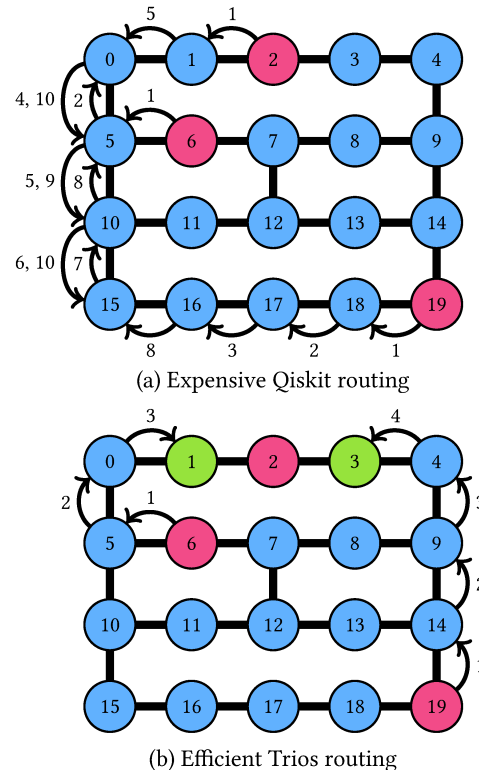 5 1
0 1 2 3 4
4, 10 2 1
5 6 7 8 9
5, 9 8
10 11 12 13 14
6, 10 7
15 16 17 18 19
8 3 2 1
(a) Expensive Qiskit routing
3 4
0 1 2 3 4
2 1 3
5 6 7 8 9
2
10 11 12 13 14
1
15 16 17 18 19
(b) Efficient Trios routing